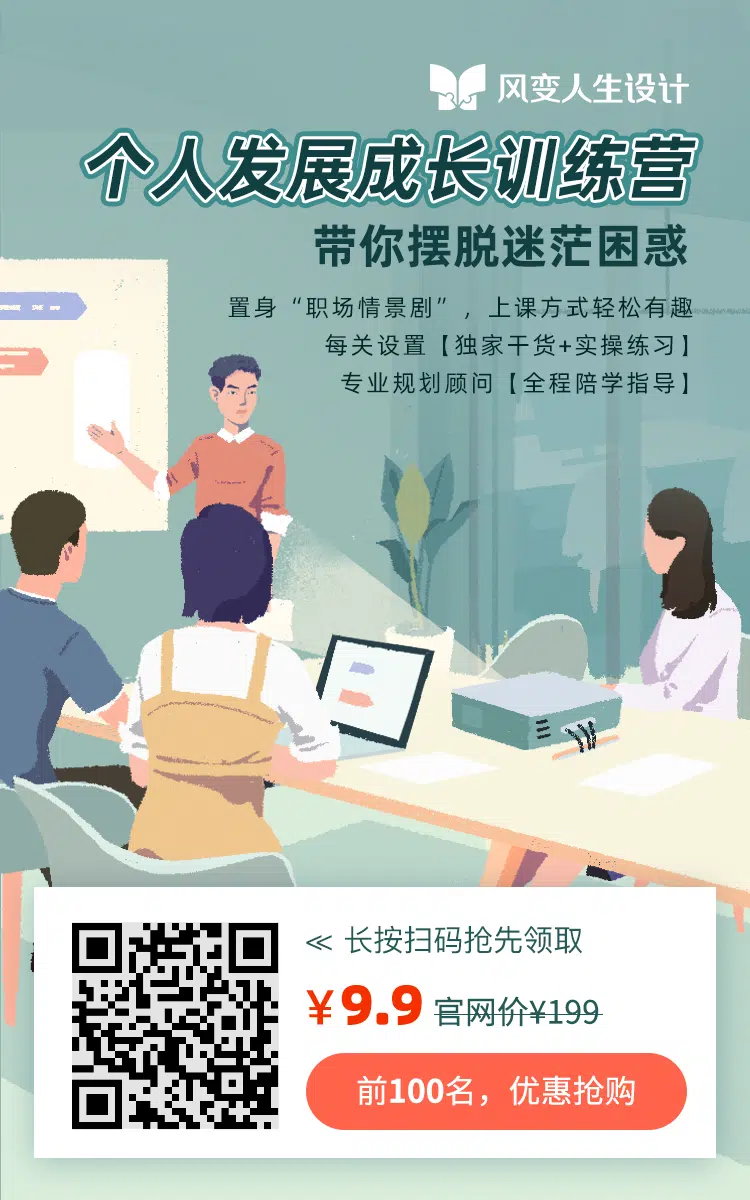 风变人生设计
个人发展成长训练营
带你摆脱迷茫困惑
置身“职场情景剧”，上课方式轻松有趣
每关设置【独家干货+实操练习】
专业规划顾问【全程陪学指导】
≪ 长按扫码抢先领取
¥9.9 官网价¥199
前100名，优惠抢购